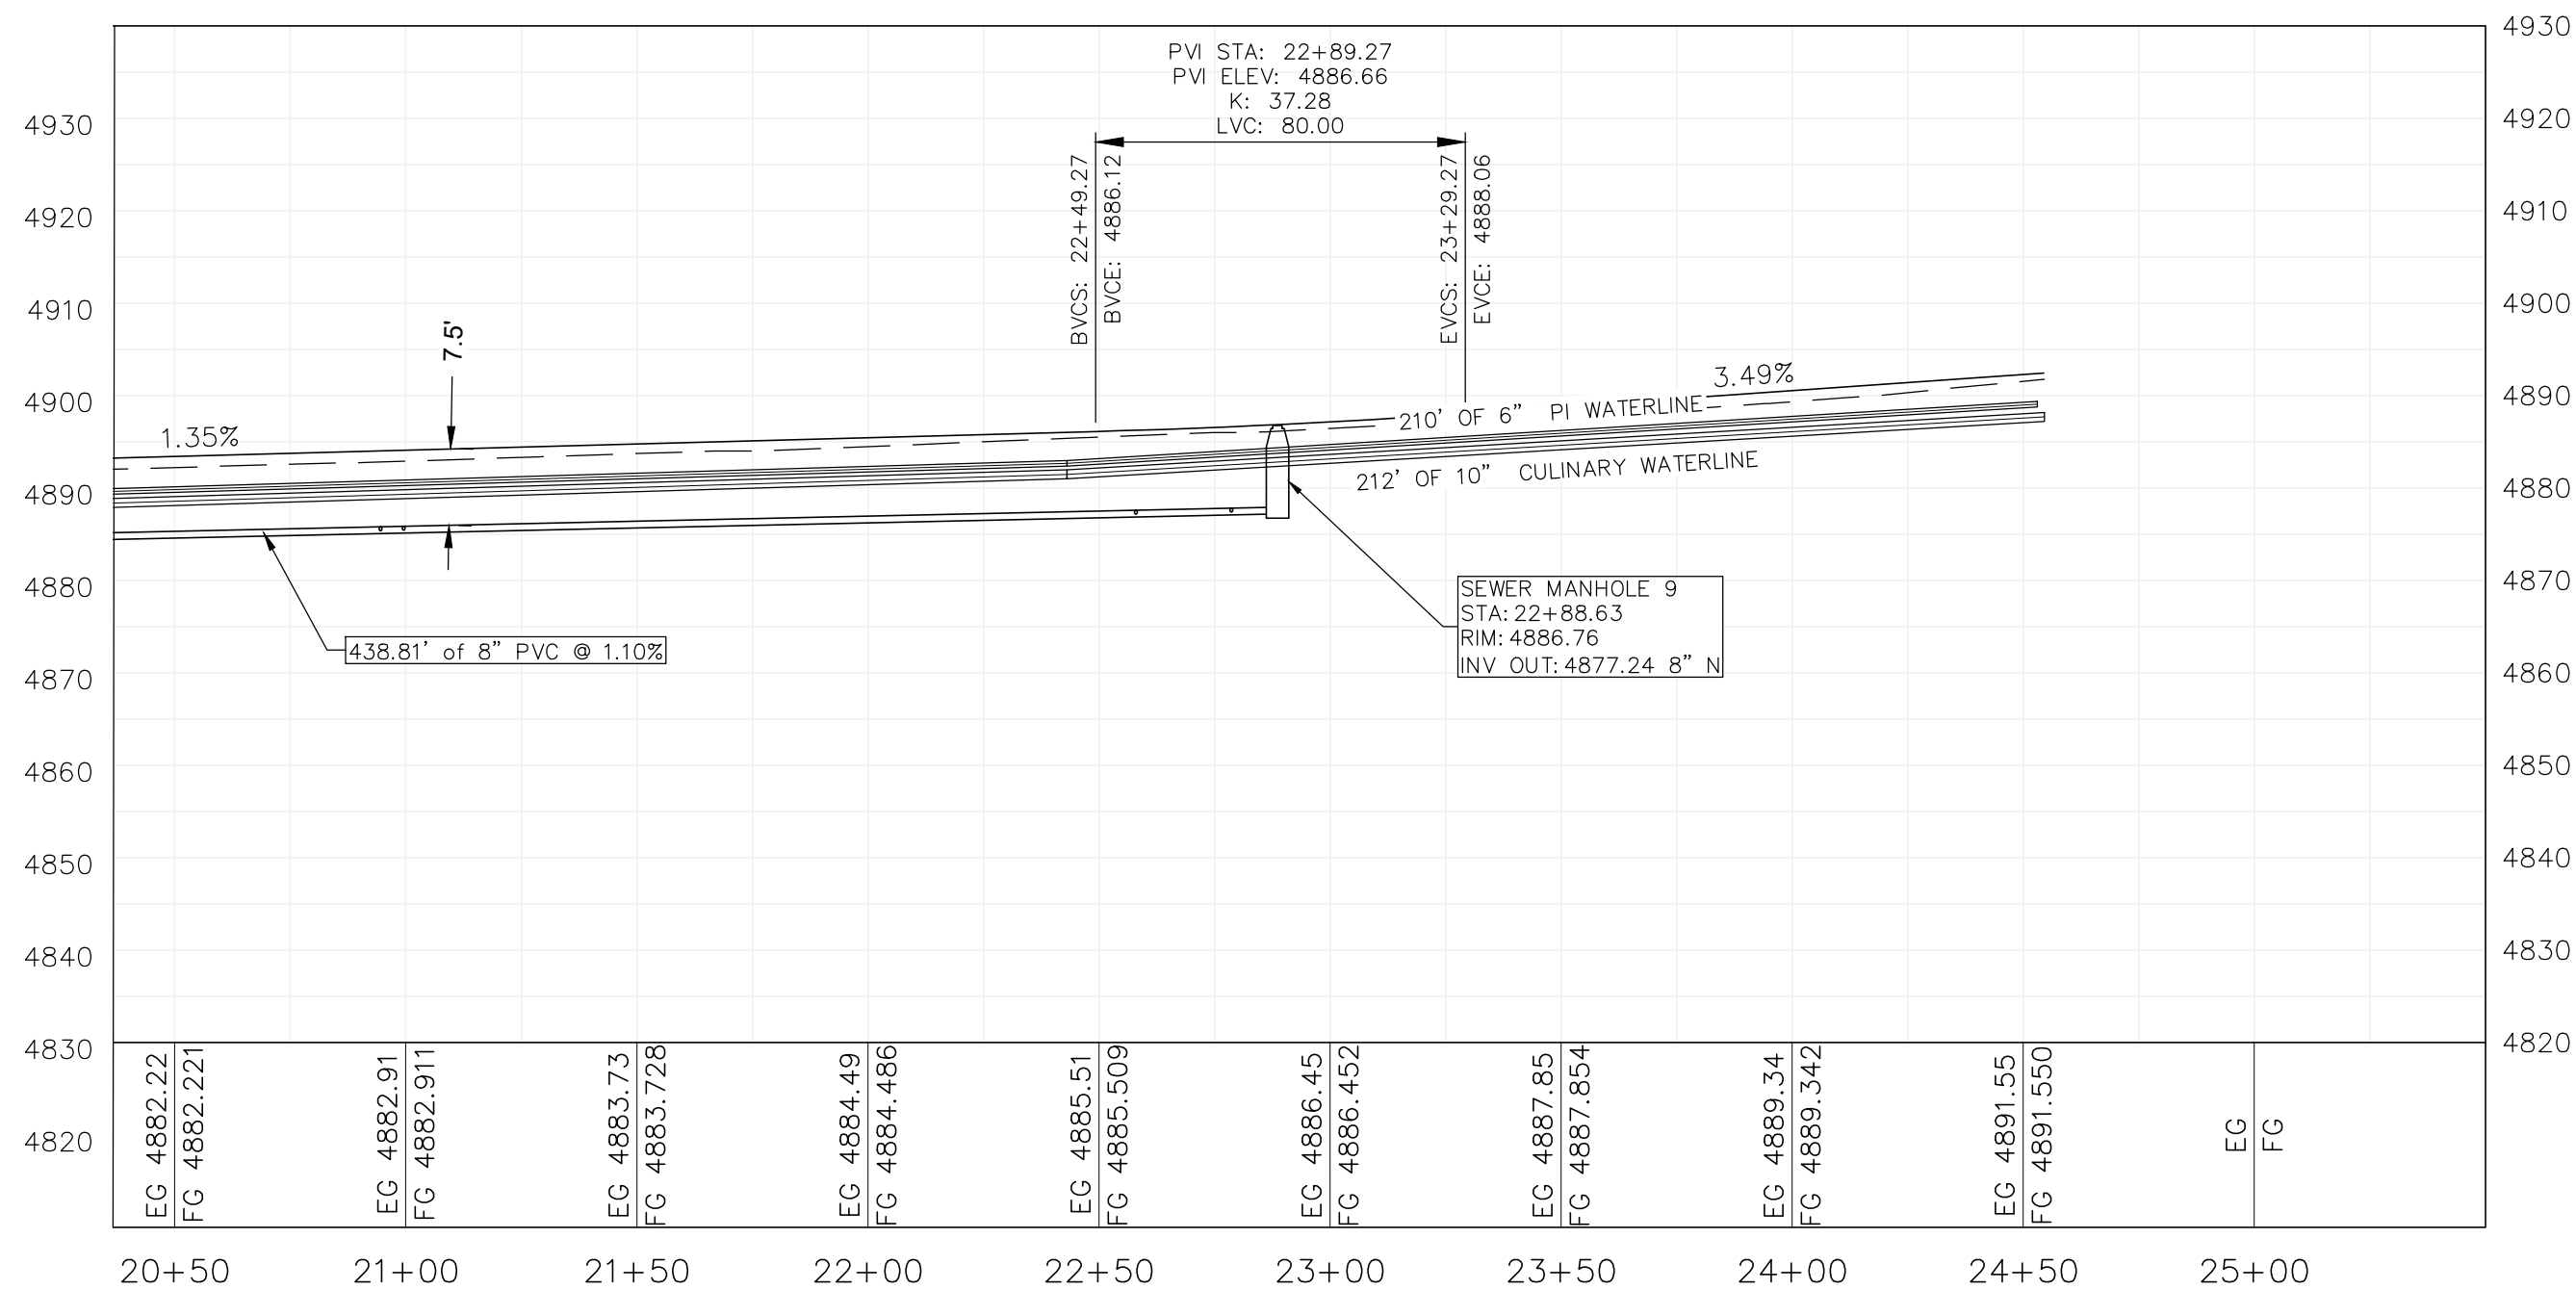 PVI STA: 22+89.27
PVI ELEV: 4886.66
K: 37.28
LVC: 80.00
BVCS: 22+49.27
BVCE: 4886.12
EVCS: 23+29.27
EVCE: 4888.06
4930
4920
4910
4900
4890
4880
4870
4860
4850
4840
4830
4820
4930
4920
4910
4900
4890
4880
4870
4860
4850
4840
4830
4820
7.5'
1.35%
3.49%
210' OF 6" PI WATERLINE
212' OF 10" CULINARY WATERLINE
438.81' of 8" PVC @ 1.10%
SEWER MANHOLE 9
STA: 22+88.63
RIM: 4886.76
INV OUT: 4877.24 8" N
EG 4882.22
FG 4882.221
EG 4882.91
FG 4882.911
EG 4883.73
FG 4883.728
EG 4884.49
FG 4884.486
EG 4885.51
FG 4885.509
EG 4886.45
FG 4886.452
EG 4887.85
FG 4887.854
EG 4889.34
FG 4889.342
EG 4891.55
FG 4891.550
EG
FG
20+50
21+00
21+50
22+00
22+50
23+00
23+50
24+00
24+50
25+00